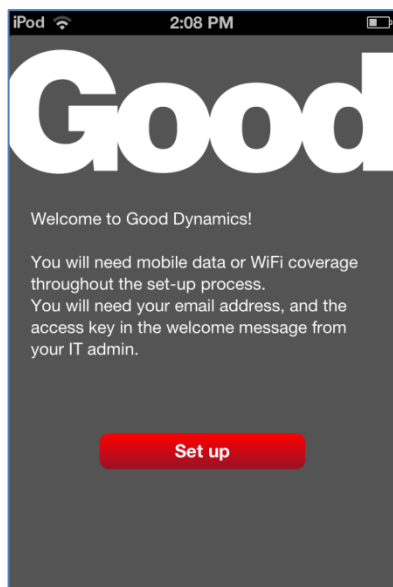 iPod 2:08 PM
Good
Welcome to Good Dynamics!
You will need mobile data or WiFi coverage
throughout the set-up process.
You will need your email address, and the
access key in the welcome message from
your IT admin.
Set up